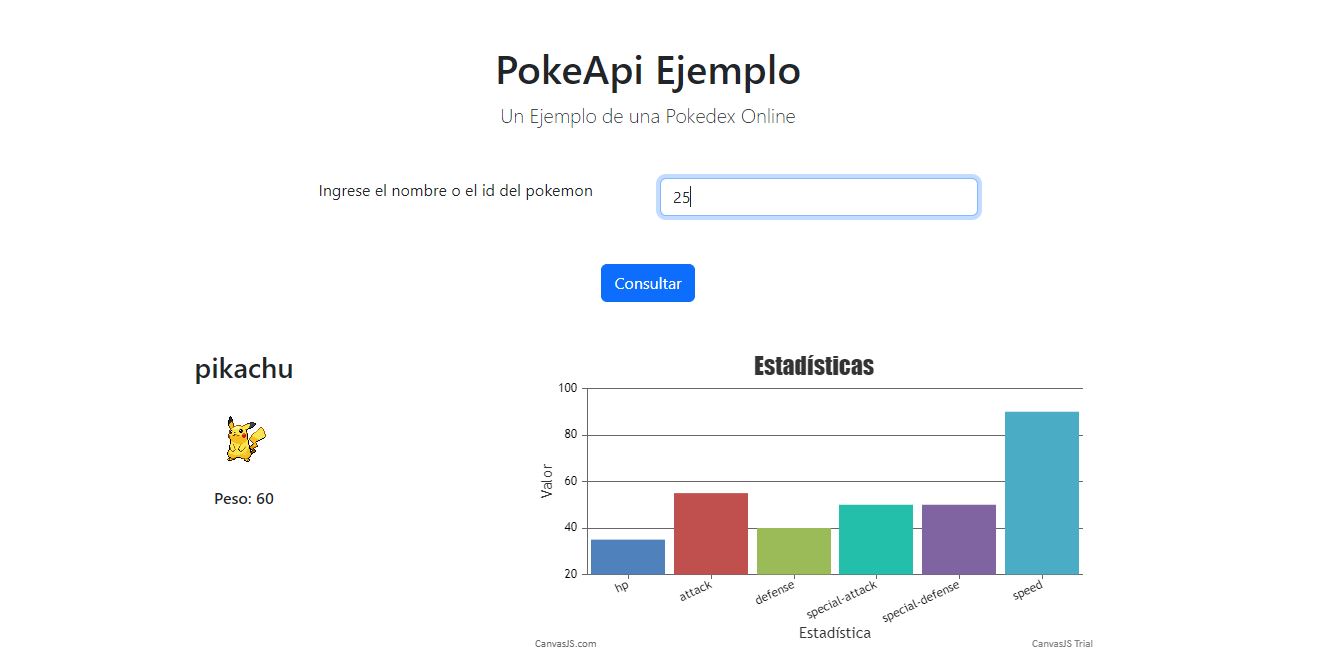 PokeApi Ejemplo
Un Ejemplo de una Pokedex Online
Ingrese el nombre o el id del pokemon
25
Consultar
pikachu
Peso: 60
Estadísticas
100
80
60
40
20
Valor
hp
attack
defense
special-attack
special-defense
speed
Estadística
CanvasJS.com
CanvasJS Trial